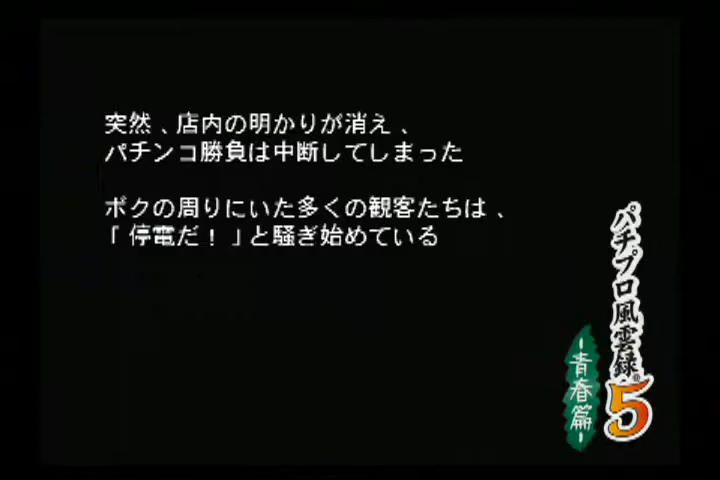 突然、店内の明かりが消え、
パチンコ勝負は中断してしまった
ボクの周りにいた多くの観客たちは、
「停電だ！」と騒ぎ始めている
パチプロ風雲録®5
-青春篇-